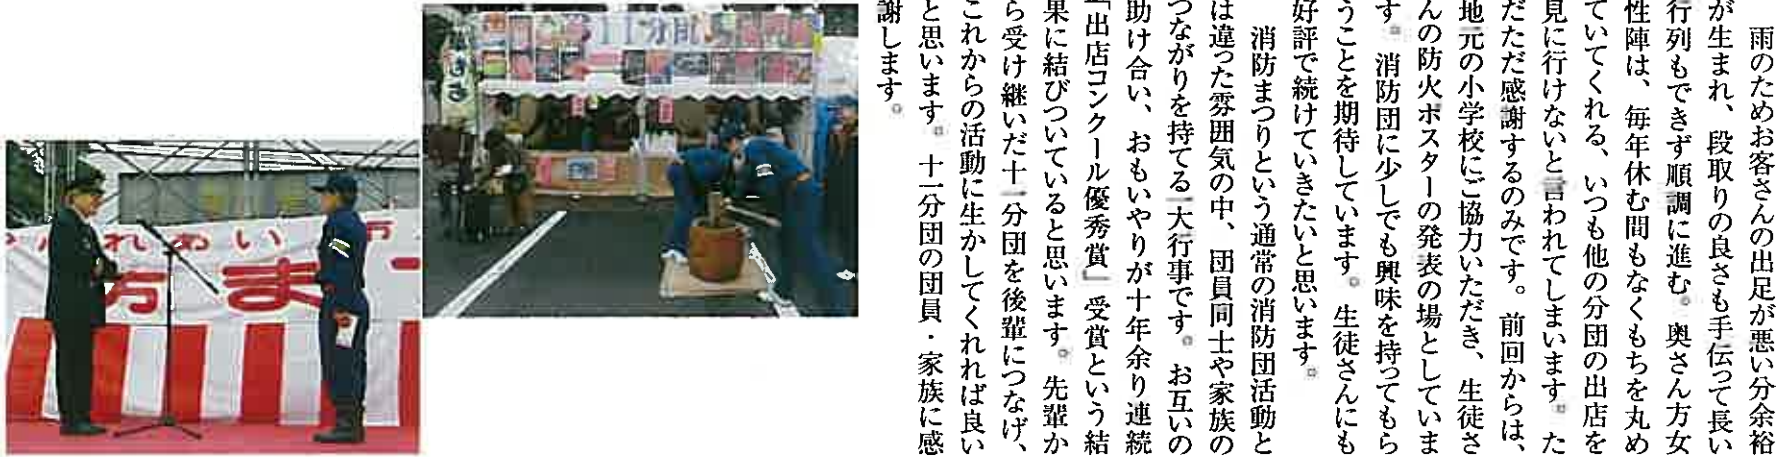 雨のためお客さんの出足が悪い分余裕
が生まれ、段取りの良さも手伝って長い
行列もできず順調に進む。奥さん方女
性陣は、毎年休む間もなくもちを丸め
ていてくれる、いつも他の分団の出店を
見に行けないと言われてしまいます。た
だただ感謝するのみです。前回からは、
地元の小学校にご協力いただき、生徒さ
んの防火ポスターの発表の場としていま
す。消防団に少しでも興味を持ってもら
うことを期待しています。生徒さんにも
好評で続けていきたいと思います。
消防まつりという通常の消防団活動と
は違った雰囲気の中、団員同士や家族の
つながりを持てる一大行事です。お互いの
助け合い、おもいやりが十年余り連続
「出店コンクール優秀賞」受賞という結
果に結びついていると思います。先輩か
ら受け継いだ十一分団を後輩につなげ、
これからの活動に生かしてくれれば良い
と思います。十一分団の団員・家族に感
謝します。
11分団
もち
れあい
防ま